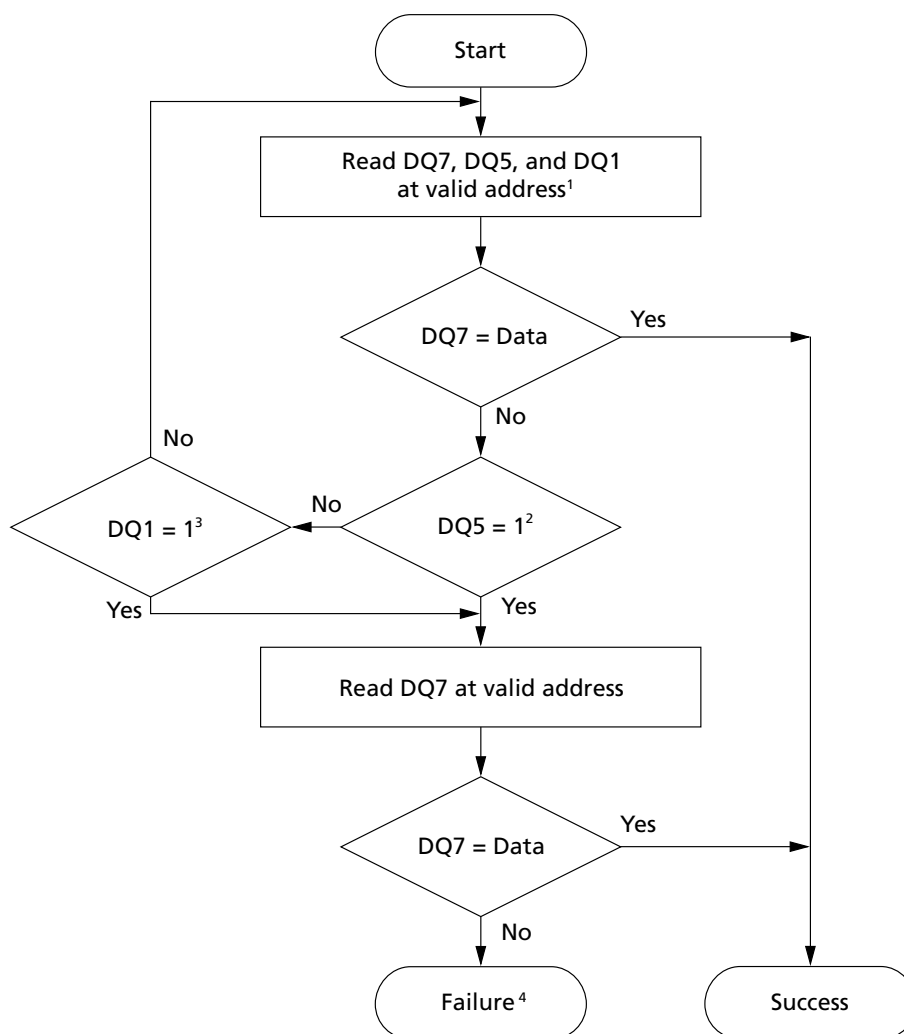 Start
Read DQ7, DQ5, and DQ1
at valid address¹
DQ7 = Data
Yes
No
No
No
DQ1 = 1³
DQ5 = 1²
Yes
Yes
Read DQ7 at valid address
DQ7 = Data
Yes
No
Failure ⁴
Success